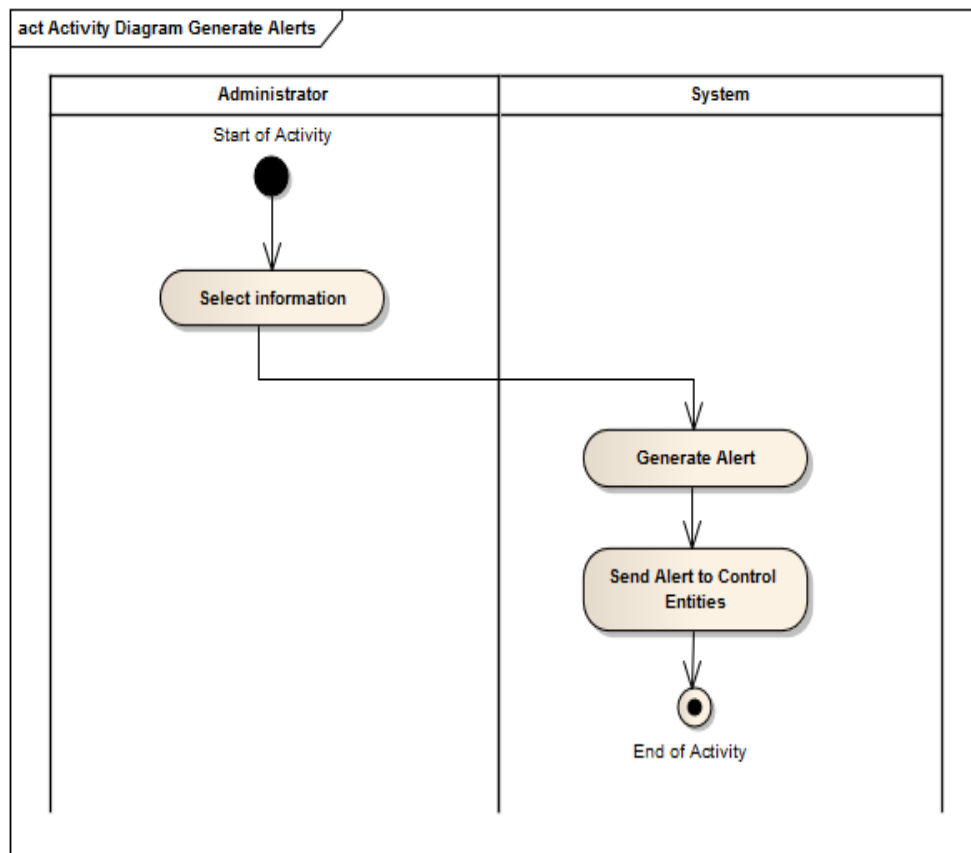 act Activity Diagram Generate Alerts
Administrator
System
Start of Activity
Select information
Generate Alert
Send Alert to Control
Entities
End of Activity